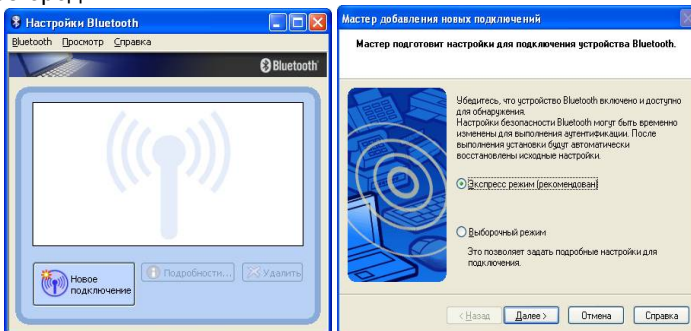 Настройки Bluetooth
Bluetooth Просмотр Справка
Bluetooth
Новое
подключение
Подробности...
Удалить
Мастер добавления новых подключений
Мастер подготовит настройки для подключения устройства Bluetooth.
Убедитесь, что устройство Bluetooth включено и доступно
для обнаружения.
Настройки безопасности Bluetooth могут быть временно
изменены для выполнения аутентификации. После
выполнения установки будут автоматически
восстановлены исходные настройки.
Экспресс режим (рекомендован)
Выборочный режим
Это позволяет задать подробные настройки для
подключения.
< Назад Далее > Отмена Справка